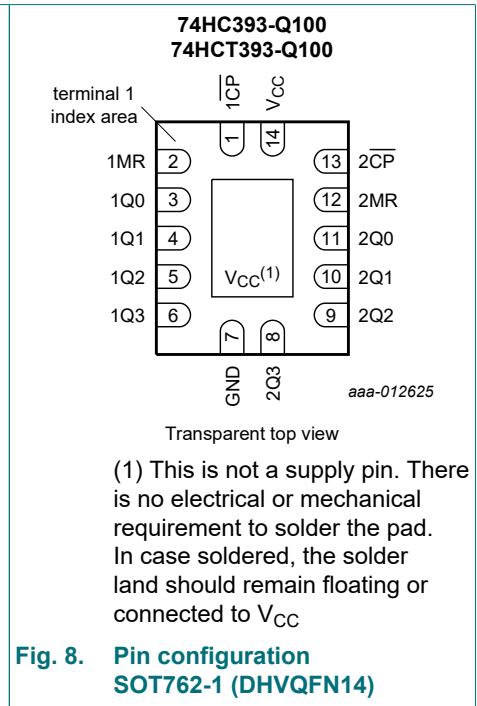 74HC393-Q100
74HCT393-Q100
terminal 1
index area
1C̅P̅
VCC
1
14
1MR 2
13 2C̅P̅
1Q0 3
12 2MR
1Q1 4
11 2Q0
1Q2 5
10 2Q1
1Q3 6
9 2Q2
VCC(1)
7
8
GND
2Q3
aaa-012625
Transparent top view
(1) This is not a supply pin. There
is no electrical or mechanical
requirement to solder the pad.
In case soldered, the solder
land should remain floating or
connected to VCC
Fig. 8. Pin configuration
SOT762-1 (DHVQFN14)